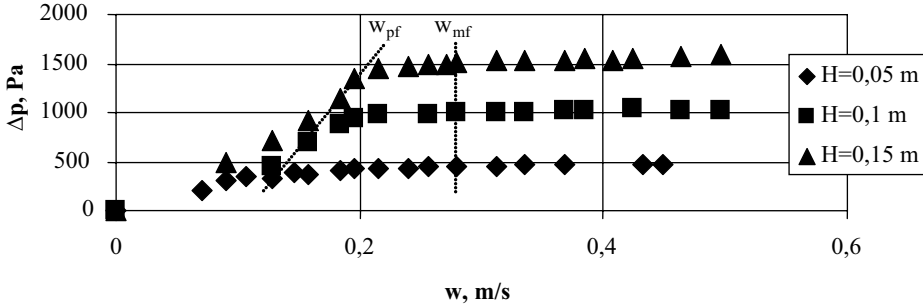 2000
1500
1000
500
0
Δp, Pa
w_pf
w_mf
0
0,2
0,4
0,6
w, m/s
H=0,05 m
H=0,1 m
H=0,15 m